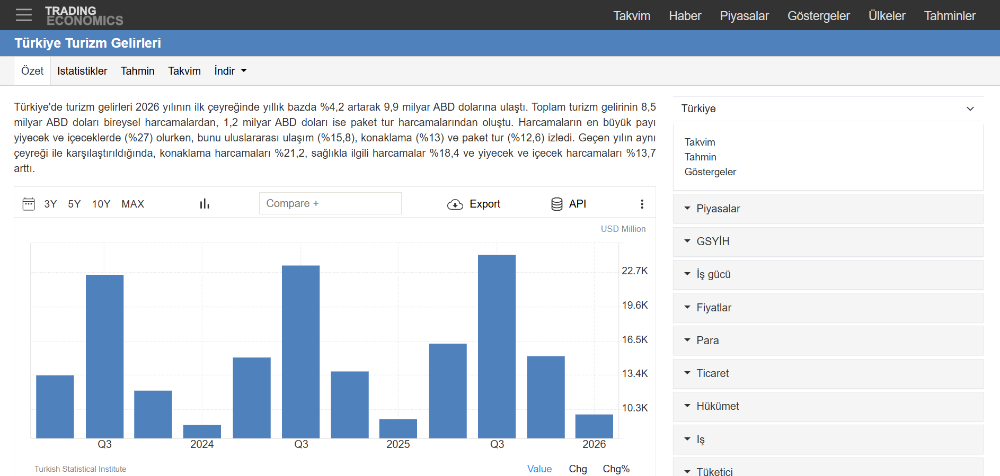 TRADING
ECONOMICS
Takvim Haber Piyasalar Göstergeler Ülkeler Tahminler
Türkiye Turizm Gelirleri
Özet Istatistikler Tahmin Takvim İndir
Türkiye'de turizm gelirleri 2026 yılının ilk çeyreğinde yıllık bazda %4,2 artarak 9,9 milyar ABD dolarına ulaştı. Toplam turizm gelirinin 8,5
milyar ABD doları bireysel harcamalardan, 1,2 milyar ABD doları ise paket tur harcamalarından oluştu. Harcamaların en büyük payı
yiyecek ve içeceklerde (%27) olurken, bunu uluslararası ulaşım (%15,8), konaklama (%13) ve paket tur (%12,6) izledi. Geçen yılın aynı
çeyreği ile karşılaştırıldığında, konaklama harcamaları %21,2, sağlıkla ilgili harcamalar %18,4 ve yiyecek ve içecek harcamaları %13,7
arttı.
3Y 5Y 10Y MAX Compare + Export API
USD Million
22.7K
19.6K
16.5K
13.4K
10.3K
Q3 2024 Q3 2025 Q3 2026
Turkish Statistical Institute Value Chg Chg%
Türkiye
Takvim
Tahmin
Göstergeler
Piyasalar
GSYİH
İş gücü
Fiyatlar
Para
Ticaret
Hükümet
Iş
Tüketici